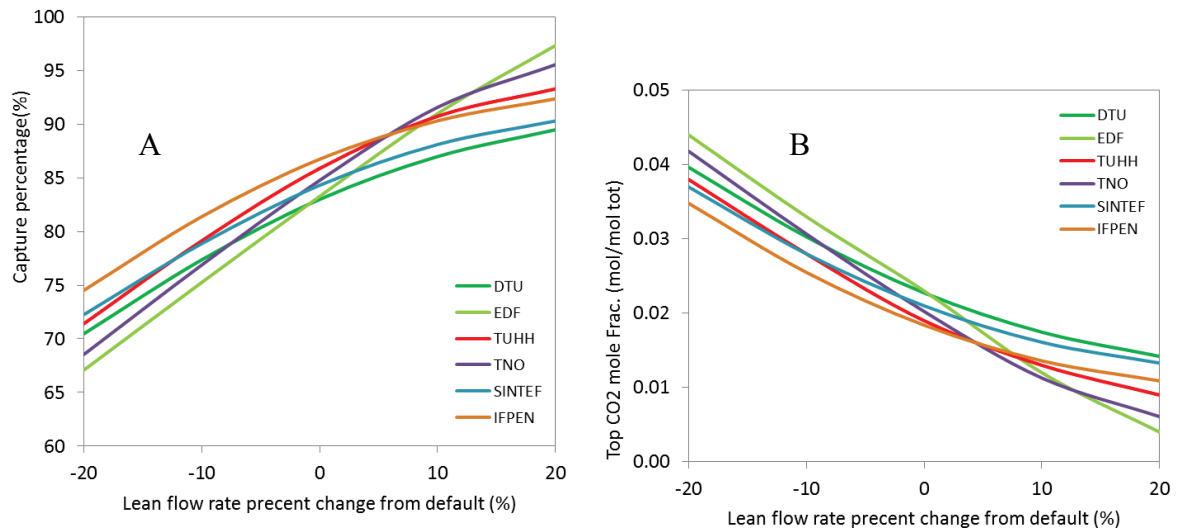 Capture percentage(%)
100
95
90
85
80
75
70
65
60
A
DTU
EDF
TUHH
TNO
SINTEF
IFPEN
-20
-10
0
10
20
Lean flow rate precent change from default (%)
Top CO2 mole Frac. (mol/mol tot)
0.05
0.04
0.03
0.02
0.01
0.00
B
DTU
EDF
TUHH
TNO
SINTEF
IFPEN
-20
-10
0
10
20
Lean flow rate precent change from default (%)